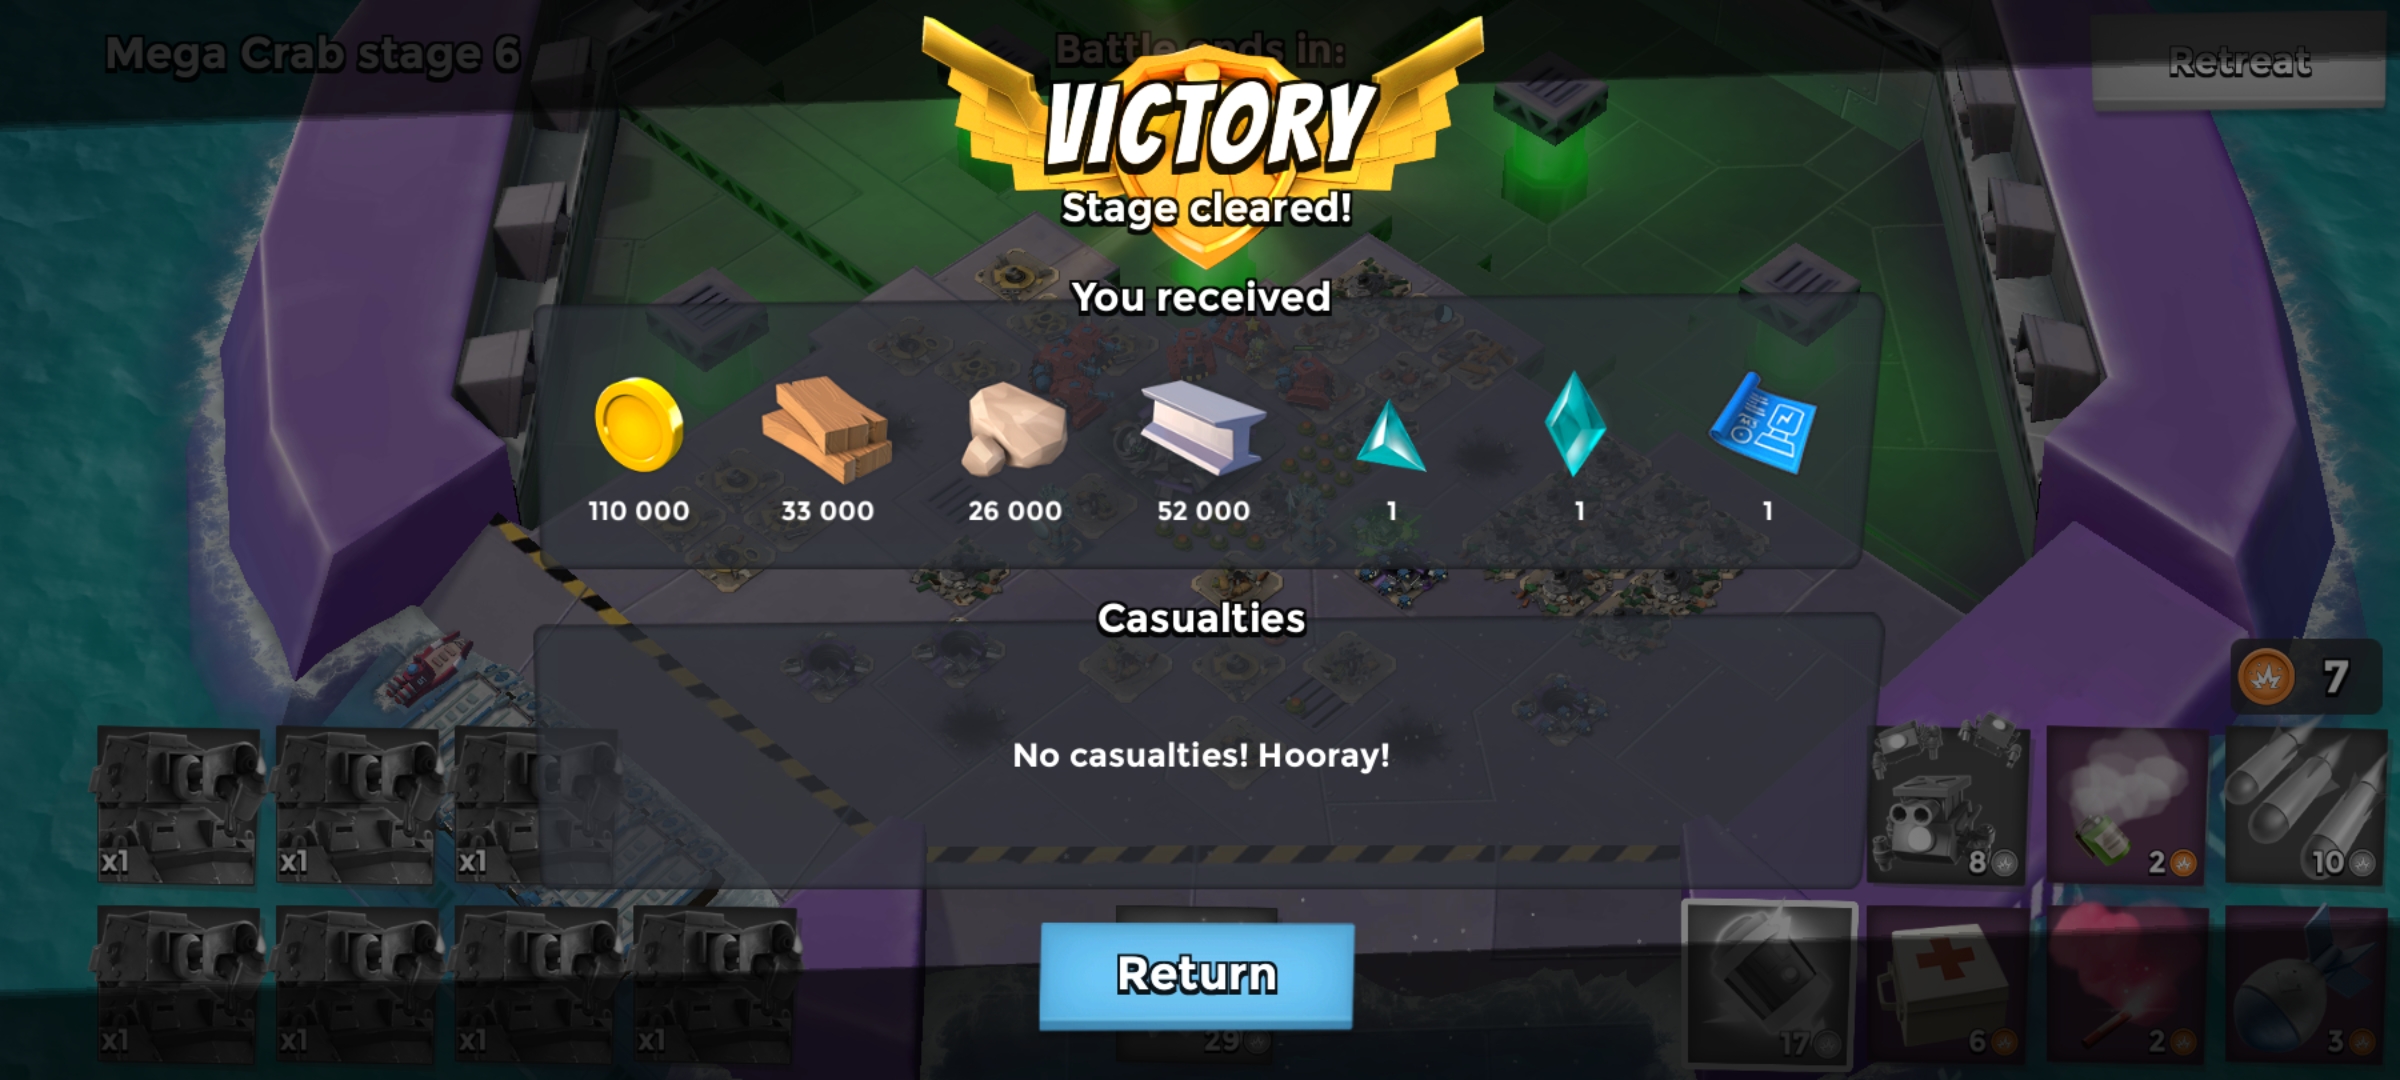 Mega Crab stage 6
Battle ends in:
Retreat
VICTORY
Stage cleared!
You received
110 000
33 000
26 000
52 000
1
1
1
Casualties
No casualties! Hooray!
7
x1
x1
x1
8
2
10
x1
x1
x1
x1
Return
29
17
6
2
3